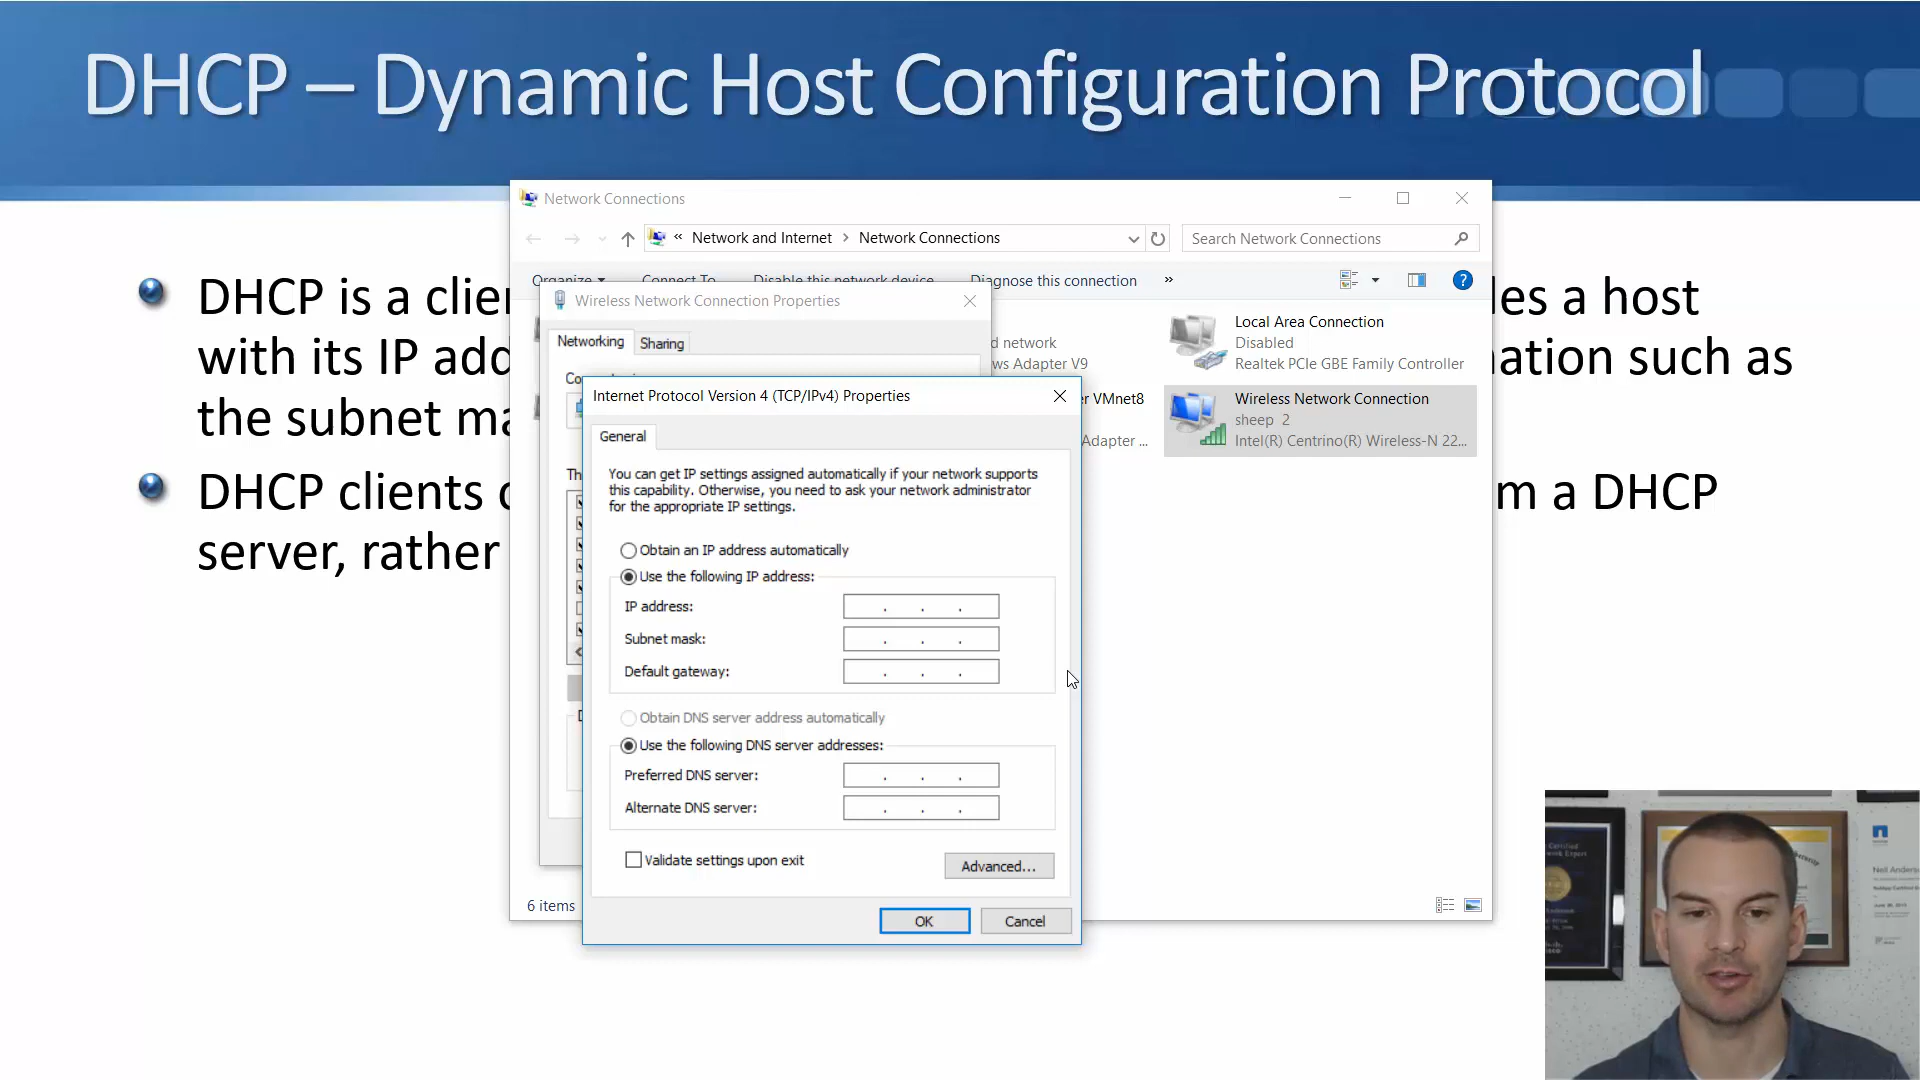 DHCP – Dynamic Host Configuration Protocol
Network Connections
« Network and Internet > Network Connections
Search Network Connections
Organize
Connect To
Disable this network device
Diagnose this connection
»
DHCP is a
les a host
with its IP
such as
the subnet
DHCP clients
a DHCP
server, rather
Wireless Network Connection Properties
Networking
Sharing
network
Adapter V9
VMnet8
Adapter ...
Local Area Connection
Disabled
Realtek PCIe GBE Family Controller
Wireless Network Connection
sheep 2
Intel(R) Centrino(R) Wireless-N 22...
Internet Protocol Version 4 (TCP/IPv4) Properties
General
You can get IP settings assigned automatically if your network supports
this capability. Otherwise, you need to ask your network administrator
for the appropriate IP settings.
Obtain an IP address automatically
Use the following IP address:
IP address:
Subnet mask:
Default gateway:
Obtain DNS server address automatically
Use the following DNS server addresses:
Preferred DNS server:
Alternate DNS server:
Validate settings upon exit
Advanced...
OK
Cancel
6 items